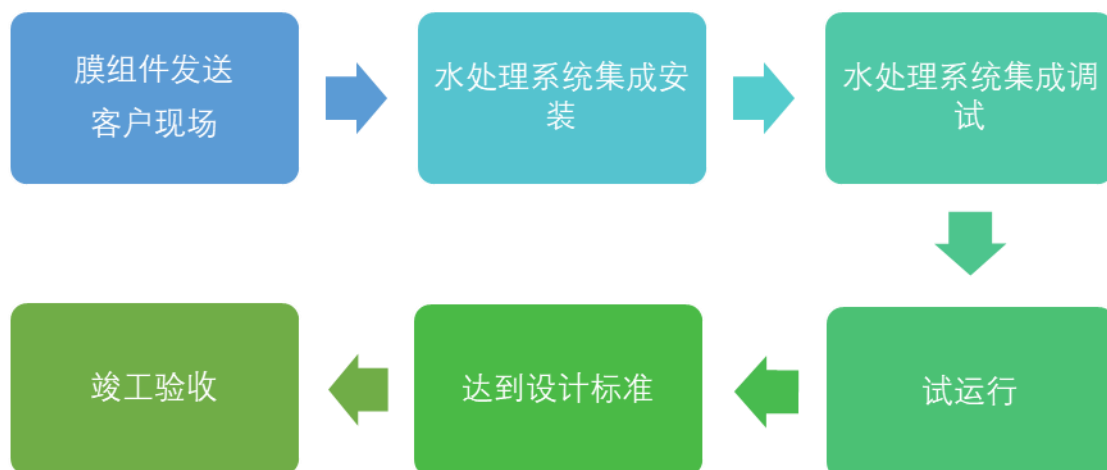 膜组件发送
客户现场
水处理系统集成安
装
水处理系统集成调
试
试运行
达到设计标准
竣工验收